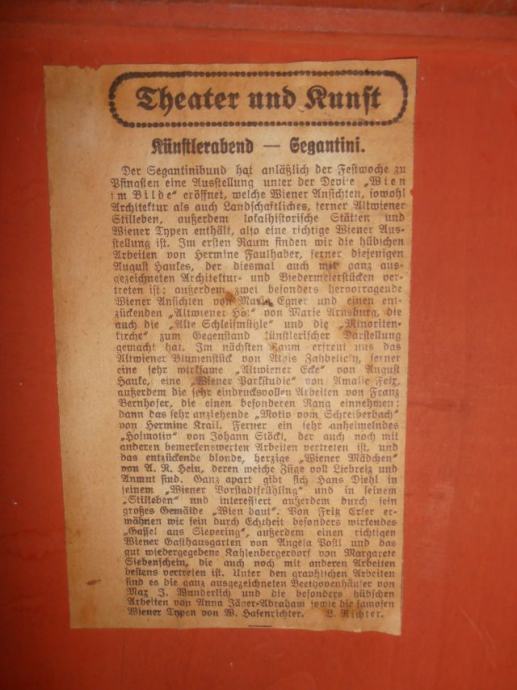 Theater und Kunst
Künstlerabend — Segantini.
Der Segantinibund hat anläßlich der Festwoche zu
Pfingsten eine Ausstellung unter der Devise „Wien
im Bilde“ eröffnet, welche Wiener Ansichten, sowohl
Architektur als auch Landschaftliches, ferner Altwiener
Stilleben, außerdem lokalhistorische Stätten und
Wiener Typen enthält, also eine richtige Wiener Aus-
stellung ist. Im ersten Raum finden wir die hübschen
Arbeiten von Hermine Faulhaber, ferner diejenigen
August Haukes, der diesmal auch mit ganz aus-
gezeichneten Architektur- und Biedermeierstücken ver-
treten ist; außerdem zwei besonders hervorragende
Wiener Ansichten von Marie Egner und einen ent-
zückenden „Altwiener Hof“ von Marie Arnsburg, die
auch die „Alte Schleifmühle“ und die „Minoriten-
kirche“ zum Gegenstand künstlerischer Darstellung
gemacht hat. Im nächsten Raum erfreut uns das
Altwiener Blumenstück von Alois ferner
eine sehr wirksame „Altwiener Ecke“ von August
Hauke, eine „Wiener Parkstudie“ von Amalie
außerdem die sehr eindrucksvollen Arbeiten von Franz
Bernhofer, die einen besonderen Rang einnehmen;
dann das sehr anziehende „Motiv vom Schreiberbach“
von Hermine Krail. Ferner ein sehr anheimelndes
„Hofmotiv“ von Johann Stöckl, der auch noch mit
anderen bemerkenswerten Arbeiten vertreten ist, und
das entzückende blonde, herzige „Wiener Mädchen“
von A. R. Hein, deren weiche Züge voll Liebreiz und
Anmut sind. Ganz apart gibt sich Hans Diehl in
seinem „Wiener Vorstadtfrühling“ und in seinem
„Stilleben“ und interessiert außerdem durch sein
großes Gemälde „Wien baut“. Von Fritz Erler er-
wähnen wir sein durch Echtheit besonders wirkendes
„Gassel aus Sievering“, außerdem einen richtigen
Wiener Gasthausgarten von Angela Postl und das
gut wiedergegebene Kahlenbergerdorf von Margarete
Siebenschein, die auch noch mit anderen Arbeiten
bestens vertreten ist. Unter den graphischen Arbeiten
sind es die ganz ausgezeichneten Beethovenhäuser von
Max J. Wunderlich und die besonders hübschen
Arbeiten von Anna Jäger-Abraham sowie die famosen
Wiener Typen von W. Hasenrichter. L. Richter.